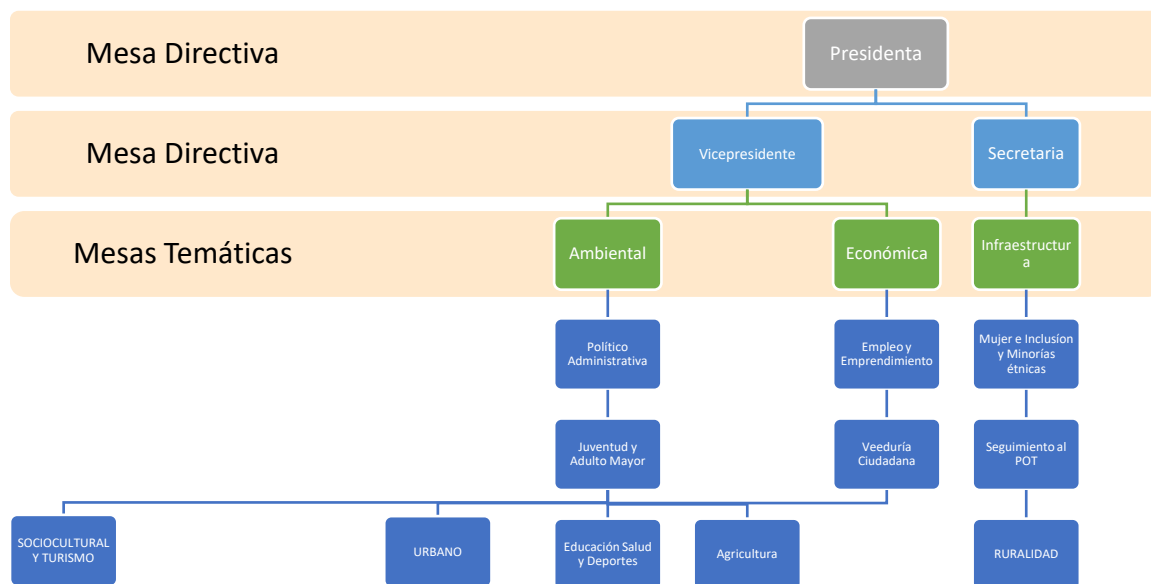 Mesa Directiva
Presidenta
Mesa Directiva
Vicepresidente
Secretaria
Mesas Temáticas
Ambiental
Económica
Infraestructur
a
Político
Administrativa
Empleo y
Emprendimiento
Mujer e Inclusíon
y Minorías
étnicas
Juventud y
Adulto Mayor
Veeduría
Ciudadana
Seguimiento al
POT
SOCIOCULTURAL
Y TURISMO
URBANO
Educación Salud
y Deportes
Agricultura
RURALIDAD